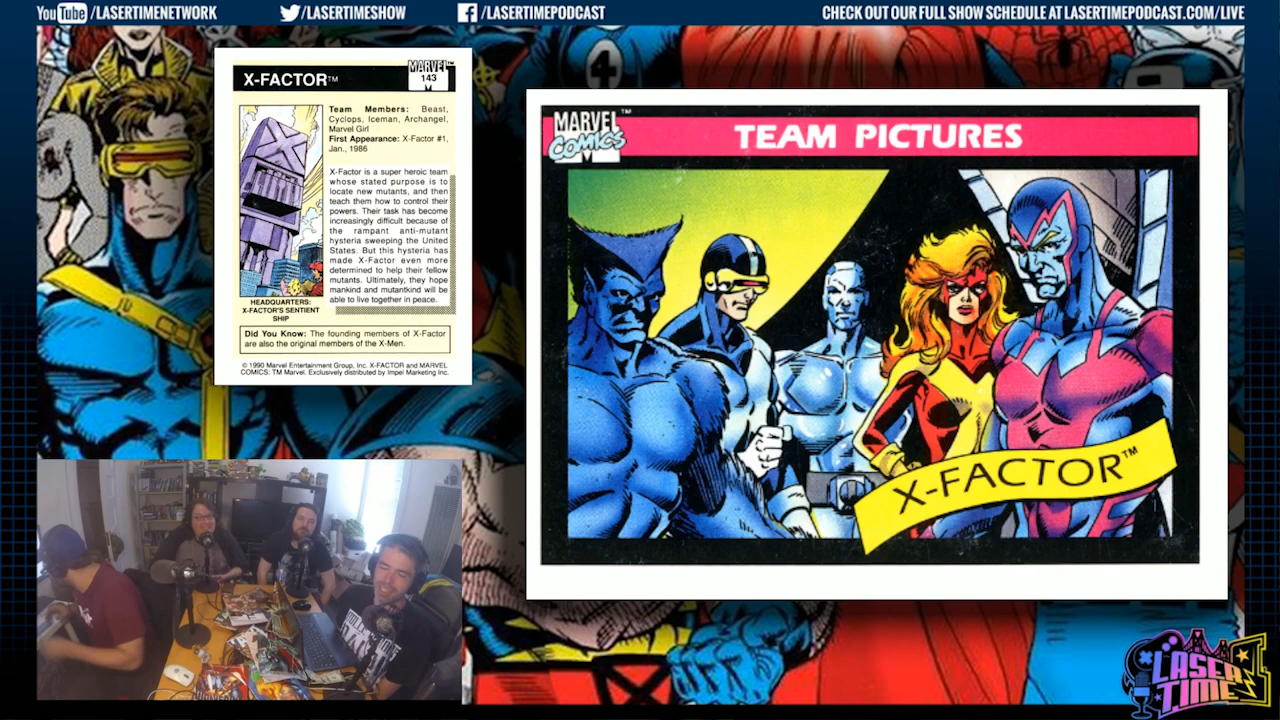 YouTube /LASERTIMENETWORK
/LASERTIMESHOW
f /LASERTIMEPODCAST
CHECK OUT OUR FULL SHOW SCHEDULE AT LASERTIMEPODCAST.COM/LIVE
4
X-FACTOR™
MARVEL™
143
Team Members: Beast,
Cyclops, Iceman, Archangel,
Marvel Girl
First Appearance: X-Factor #1,
Jan., 1986
X-Factor is a super heroic team
whose stated purpose is to
locate new mutants, and then
teach them how to control their
powers. Their task has become
increasingly difficult because of
the rampant anti-mutant
hysteria sweeping the United
States. But this hysteria has
made X-Factor even more
determined to help their fellow
mutants. Ultimately, they hope
mankind and mutantkind will be
able to live together in peace.
HEADQUARTERS:
X-FACTOR'S SENTIENT
SHIP
Did You Know: The founding members of X-Factor
are also the original members of the X-Men.
© 1990 Marvel Entertainment Group, Inc. X-FACTOR and MARVEL
COMICS: TM Marvel. Exclusively distributed by Impel Marketing Inc.
MARVEL™
COMICS
TEAM PICTURES
X-FACTOR™
LASER
TIME